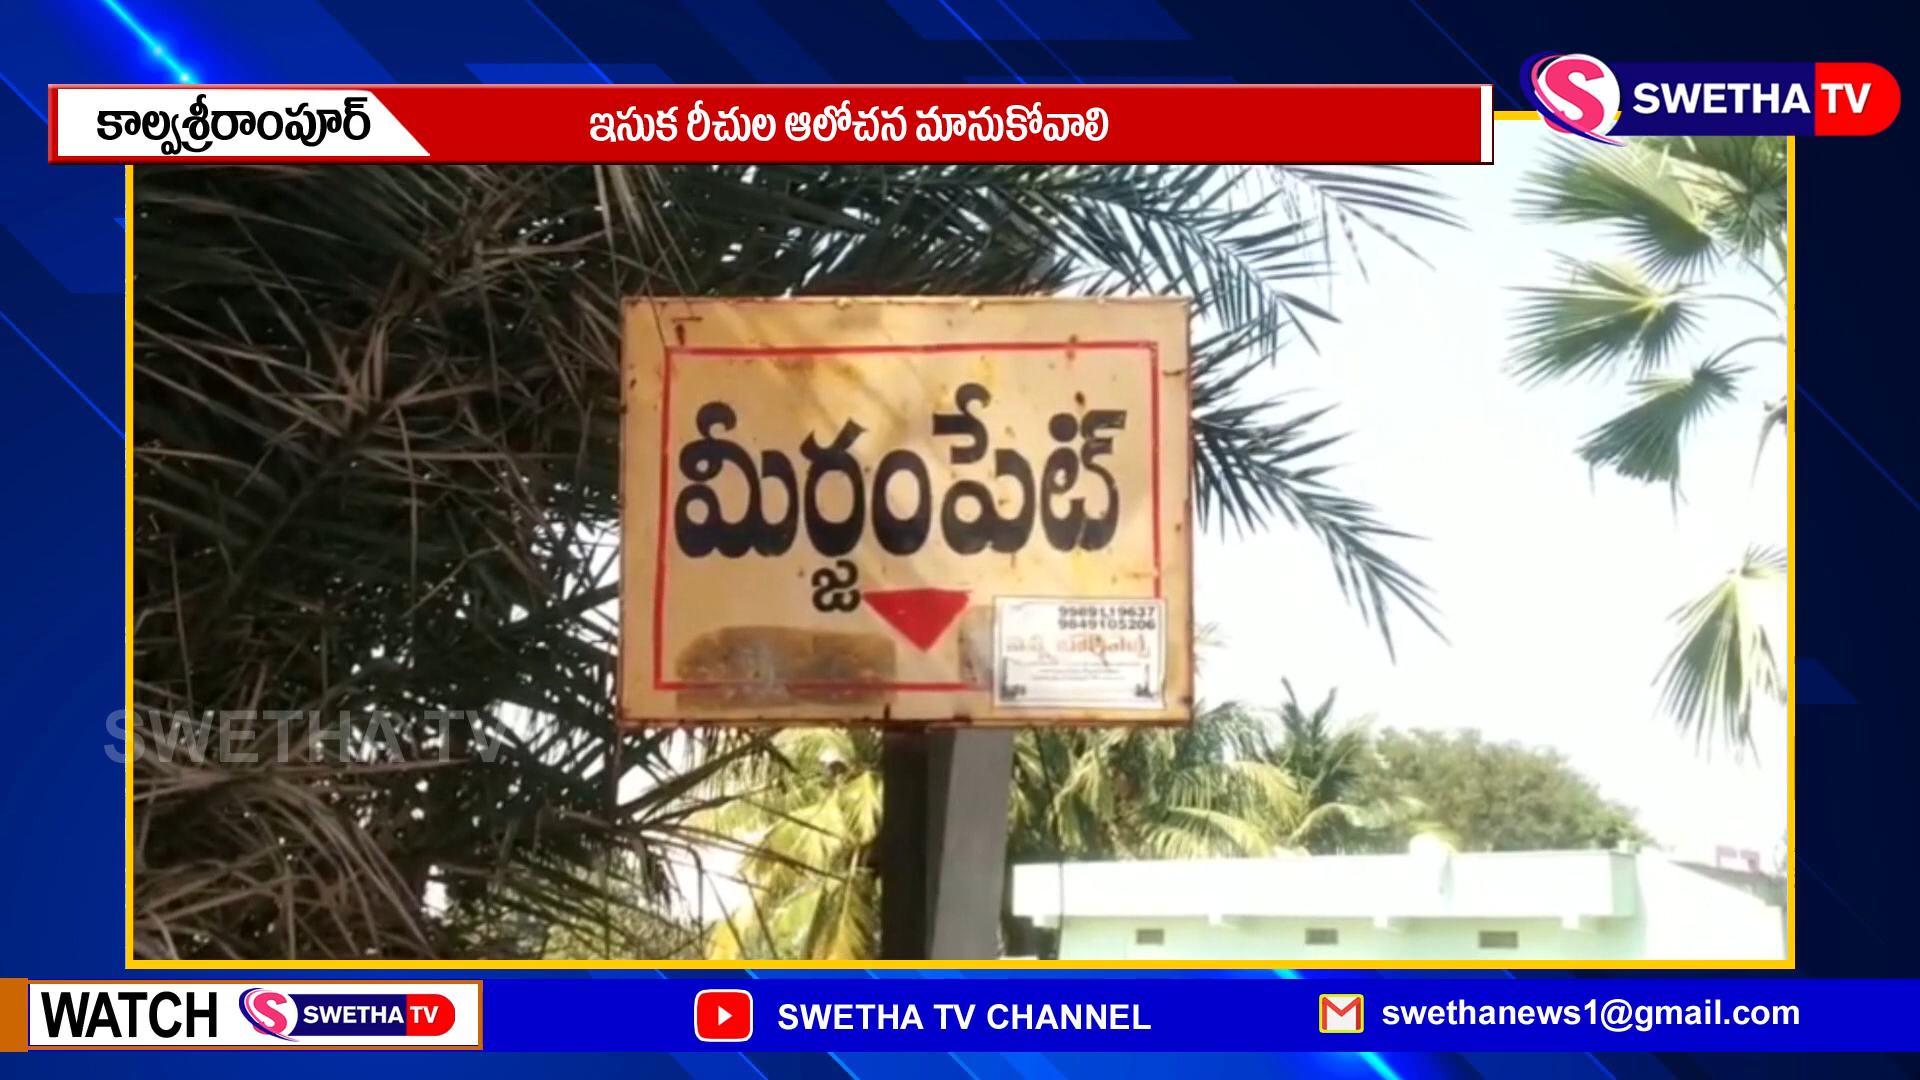 కాల్వశ్రీరాంపూర్
ఇసుక రీచుల ఆలోచన మానుకోవాలి
SWETHA TV
మీర్జంపేట్
9989119637
9849105206
SWETHA TV
WATCH SWETHA TV
SWETHA TV CHANNEL
swethanews1@gmail.com